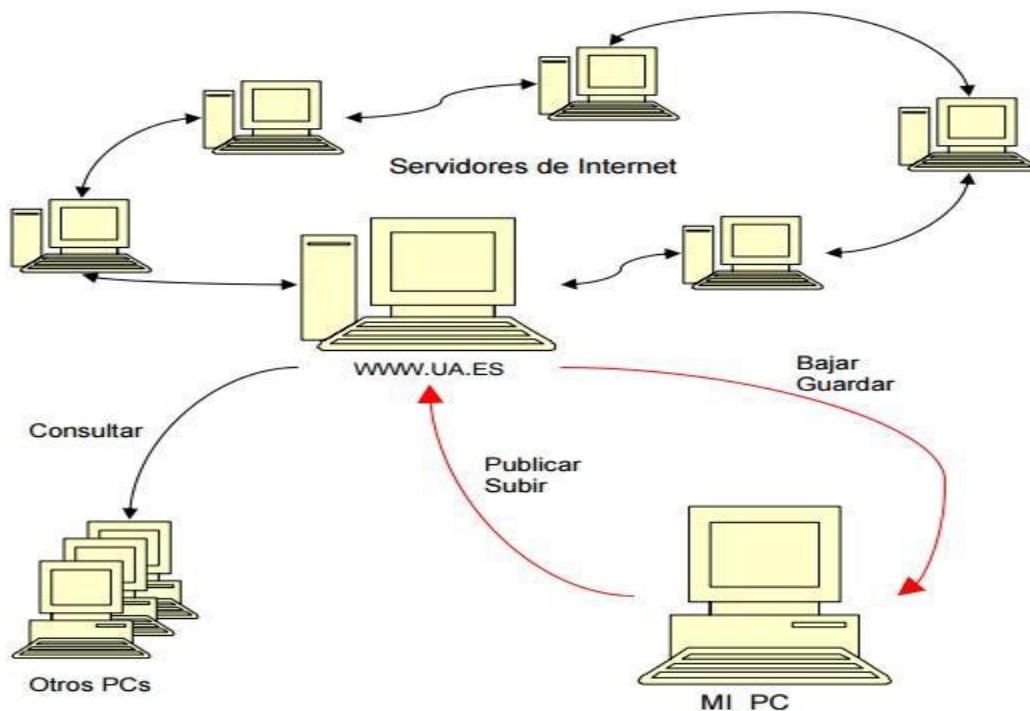 Servidores de Internet
WWW.UA.ES
Bajar
Guardar
Consultar
Publicar
Subir
Otros PCs
MI PC